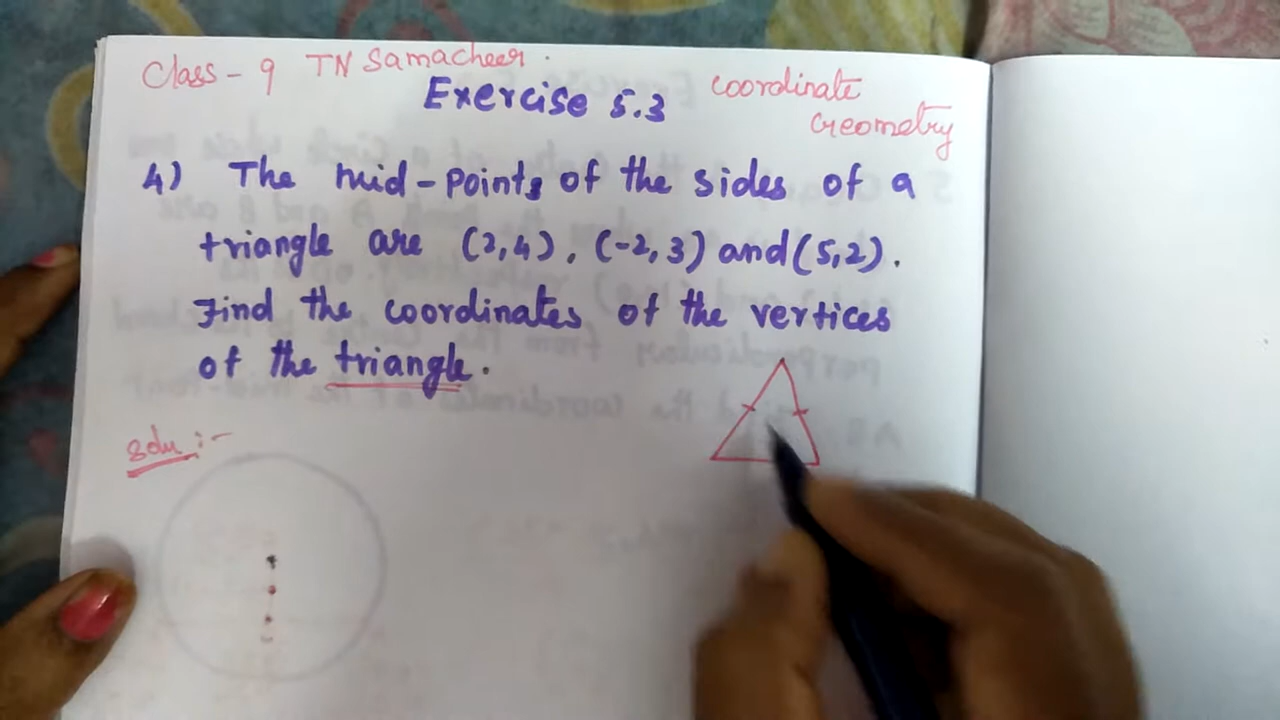 Class - 9 TN Samacheer.
Exercise 5.3
coordinate
Geometry
4) The mid-points of the sides of a
triangle are (2,4), (-2,3) and (5,2).
Find the coordinates of the vertices
of the triangle.
Solu :-